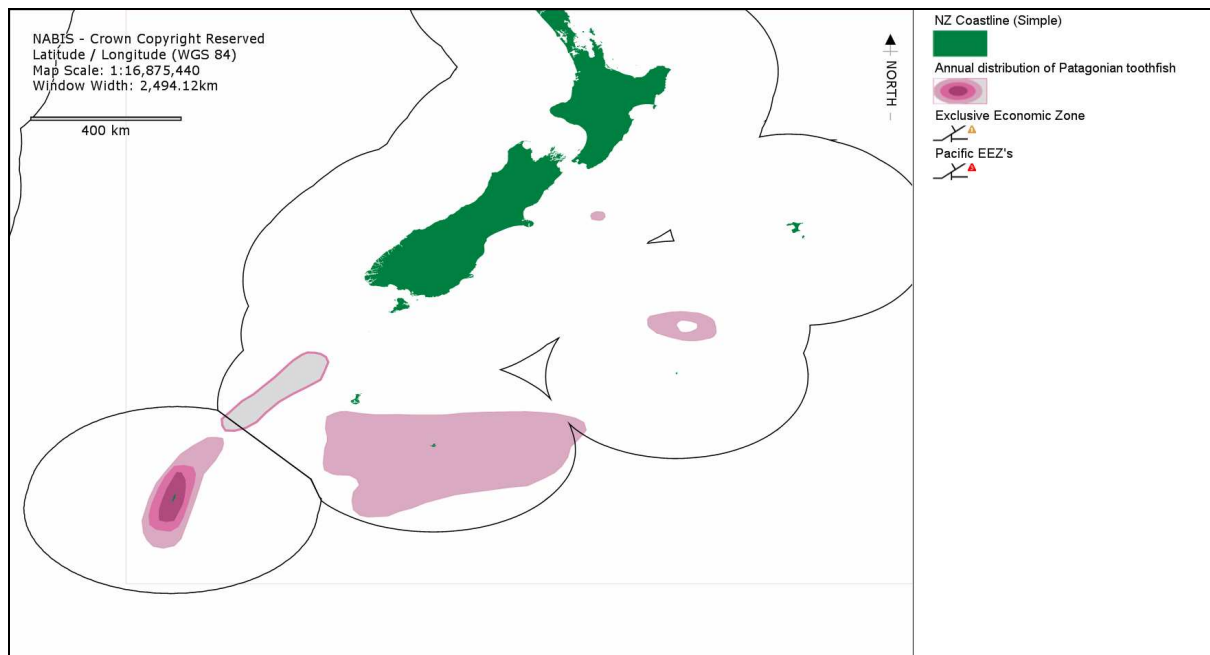 NABIS - Crown Copyright Reserved
Latitude / Longitude (WGS 84)
Map Scale: 1:16,875,440
Window Width: 2,494.12km
400 km
NORTH
NZ Coastline (Simple)
Annual distribution of Patagonian toothfish
Exclusive Economic Zone
Pacific EEZ's